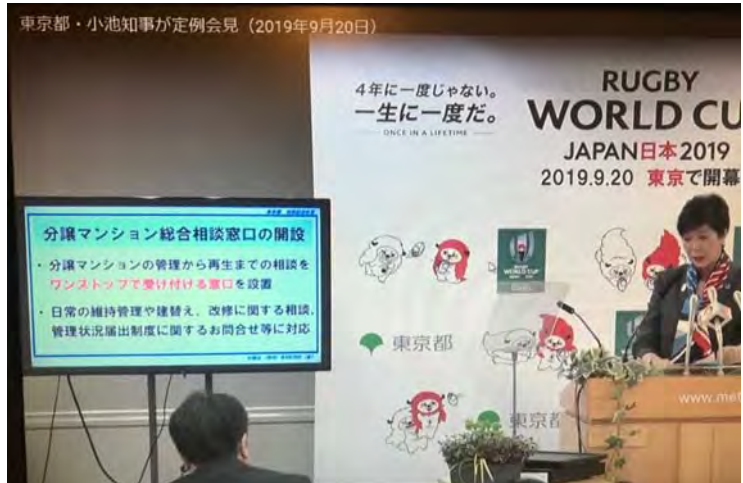 東京都・小池知事が定例会見（2019年9月20日）
4年に一度じゃない。
一生に一度だ。
ONCE IN A LIFETIME
RUGBY
WORLD CU
JAPAN日本2019
2019.9.20 東京で開幕
分譲マンション総合相談窓口の開設
・分譲マンションの管理から再生までの相談を
ワンストップで受け付ける窓口を設置
・日常の維持管理や建替え、改修に関する相談、
管理状況届出制度に関するお問合せ等に対応
RUGBY
WORLD CUP
東京都
東京都
www.met